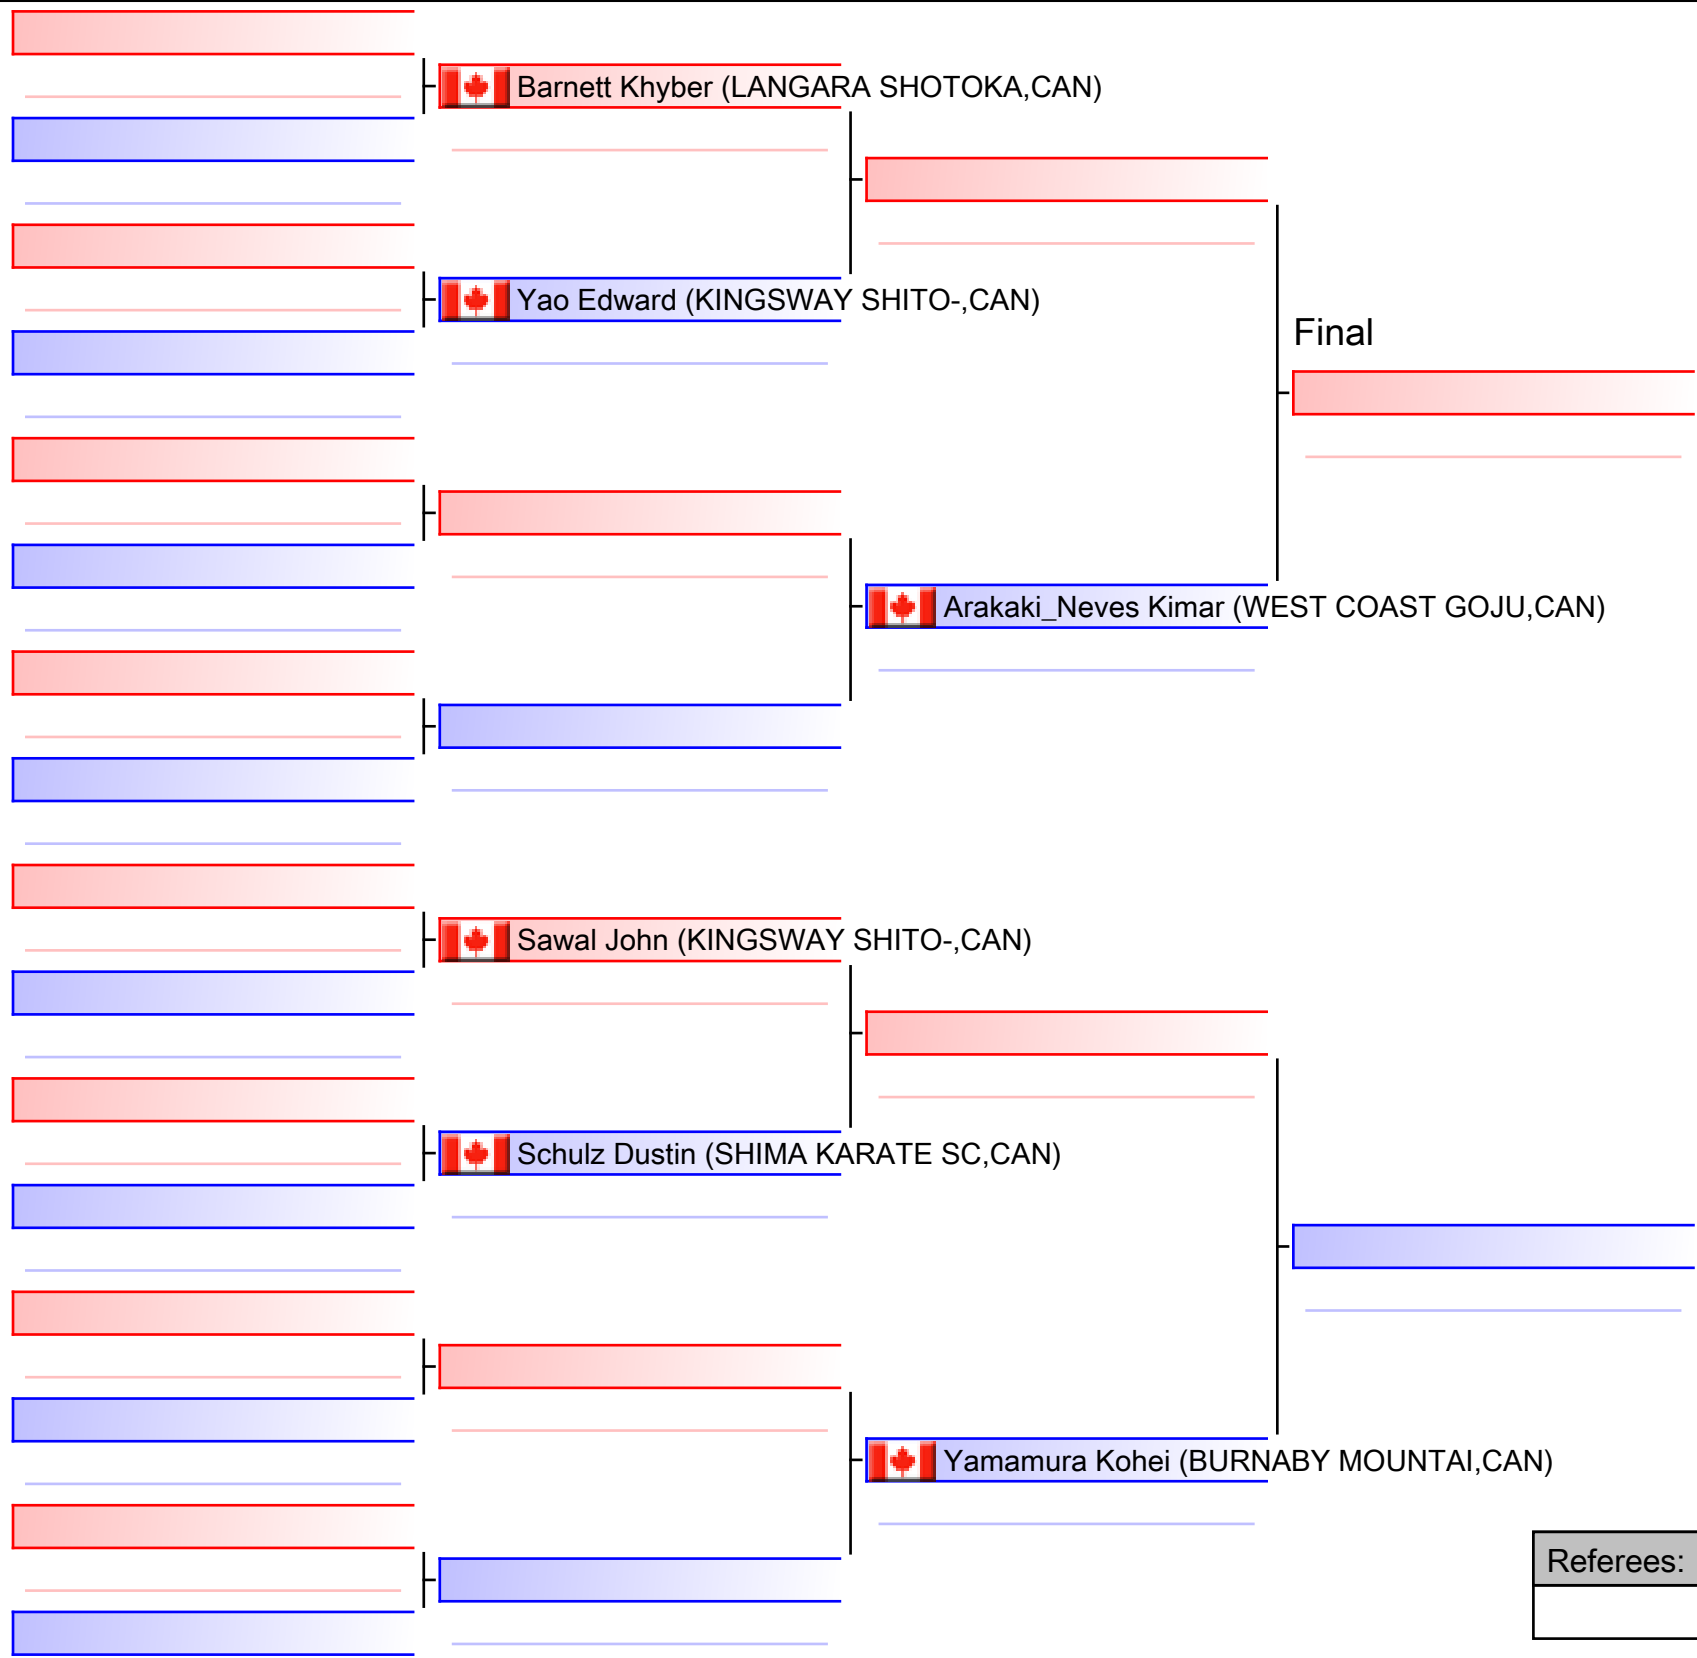 Barnett Khyber (LANGARA SHOTOKA,CAN)
Yao Edward (KINGSWAY SHITO-,CAN)
Final
Arakaki_Neves Kimar (WEST COAST GOJU,CAN)
Sawal John (KINGSWAY SHITO-,CAN)
Schulz Dustin (SHIMA KARATE SC,CAN)
Yamamura Kohei (BURNABY MOUNTAI,CAN)
Referees: